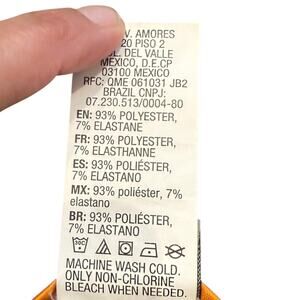 V. AMORES
20 PISO 2
DEL VALLE
MEXICO, D.E.CP
03100 MEXICO
RFC: QME 061031 JB2
BRAZIL CNPJ:
07.230.513/0004-80
EN: 93% POLYESTER,
7% ELASTANE
FR: 93% POLYESTER,
7% ELASTHANNE
ES: 93% POLIÉSTER,
7% ELASTANO
MX: 93% poliéster, 7%
elastano
BR: 93% POLIÉSTER,
7% ELASTANO
30C
MACHINE WASH COLD.
ONLY NON-CHLORINE
BLEACH WHEN NEEDED.